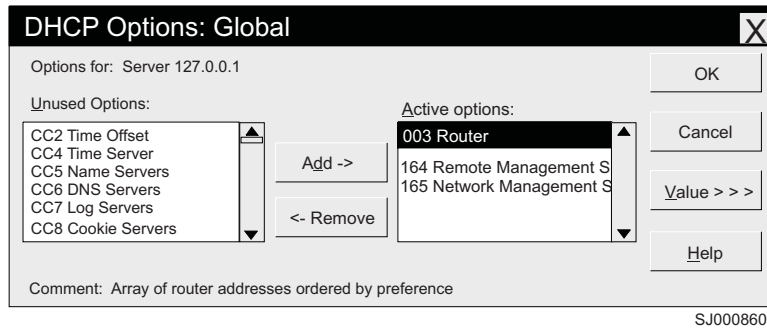 DHCP Options: Global
X
Options for: Server 127.0.0.1
OK
Unused Options:
CC2 Time Offset
CC4 Time Server
CC5 Name Servers
CC6 DNS Servers
CC7 Log Servers
CC8 Cookie Servers
Add ->
<- Remove
Active options:
003 Router
164 Remote Management S
165 Network Management S
Cancel
Value > > >
Help
Comment: Array of router addresses ordered by preference
SJ000860